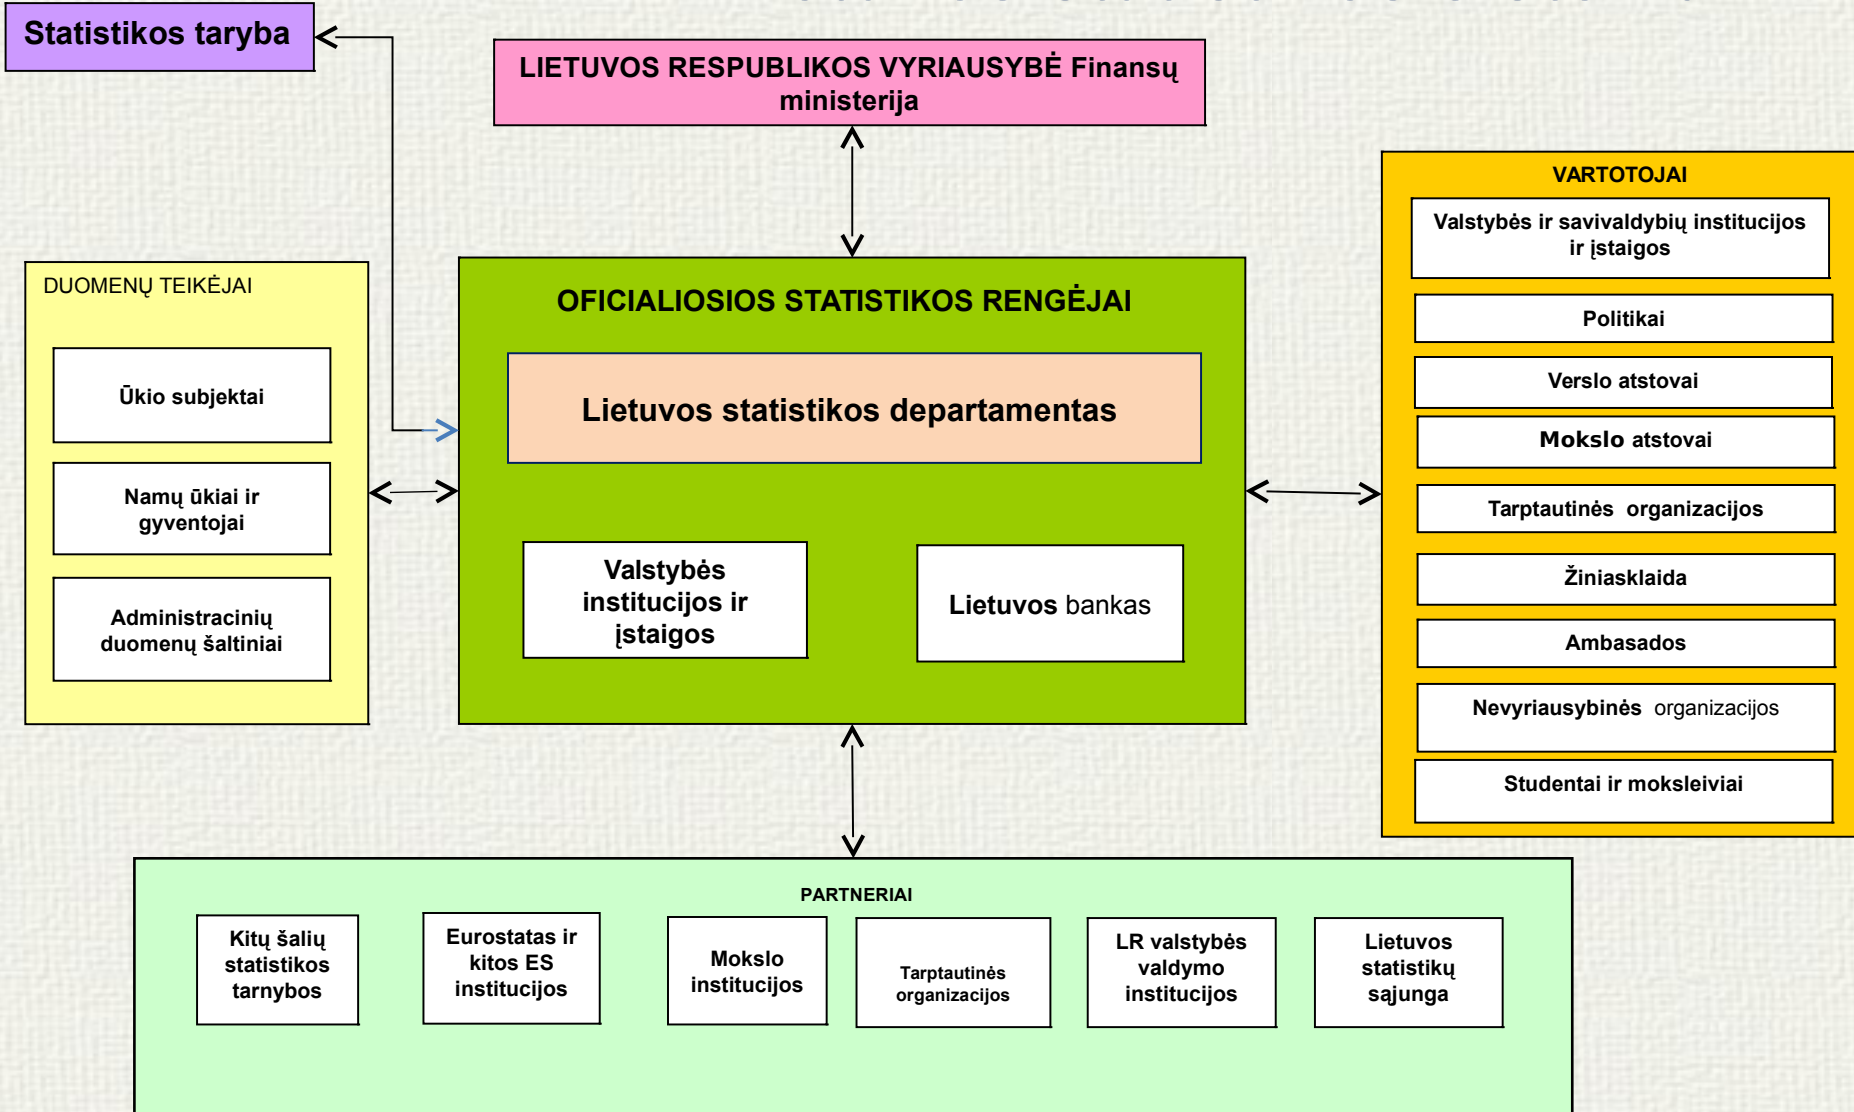 Statistikos taryba
LIETUVOS RESPUBLIKOS VYRIAUSYBĖ Finansų
ministerija
DUOMENŲ TEIKĖJAI
Ūkio subjektai
Namų ūkiai ir
gyventojai
Administracinių
duomenų šaltiniai
OFICIALIOSIOS STATISTIKOS RENGĖJAI
Lietuvos statistikos departamentas
Valstybės
institucijos ir
įstaigos
Lietuvos bankas
VARTOTOJAI
Valstybės ir savivaldybių institucijos
ir įstaigos
Politikai
Verslo atstovai
Mokslo atstovai
Tarptautinės organizacijos
Žiniasklaida
Ambasados
Nevyriausybinės organizacijos
Studentai ir moksleiviai
PARTNERIAI
Kitų šalių
statistikos
tarnybos
Eurostatas ir
kitos ES
institucijos
Mokslo
institucijos
Tarptautinės
organizacijos
LR valstybės
valdymo
institucijos
Lietuvos
statistikų
sąjunga